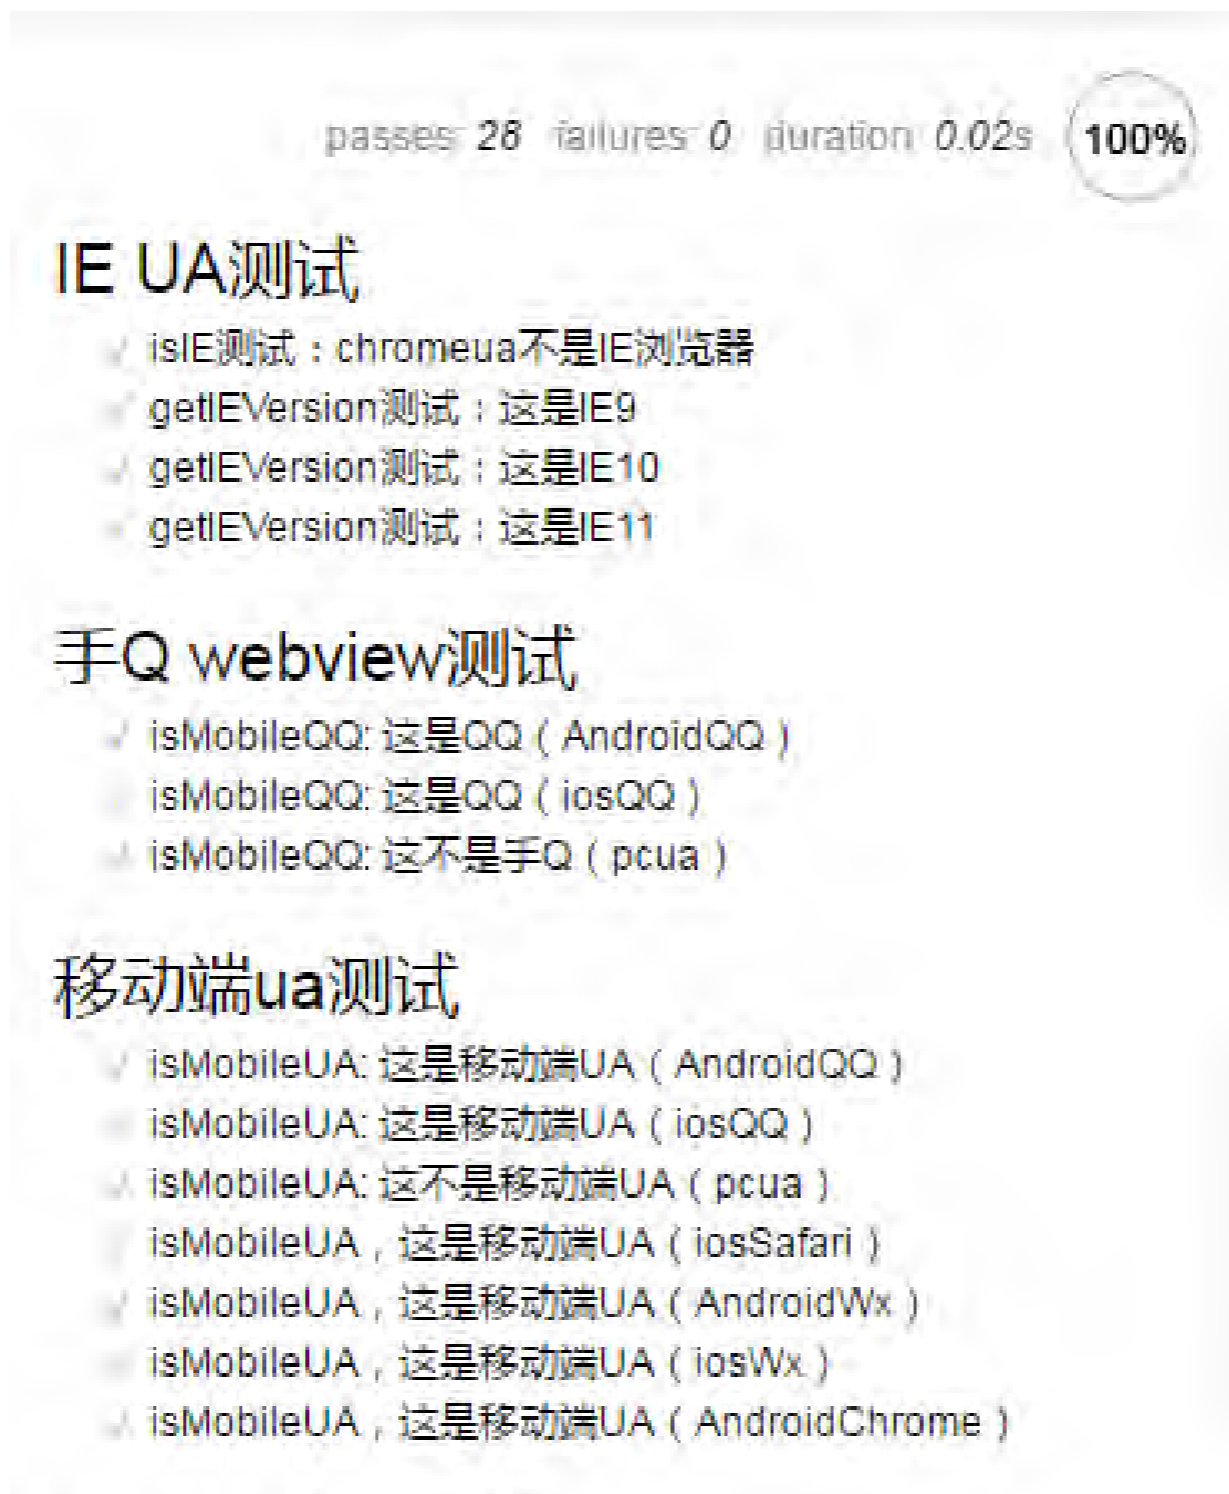 passes: 28 failures: 0 duration: 0.02s 100%
IE UA测试
isIE测试：chromeua不是IE浏览器
getIEVersion测试：这是IE9
getIEVersion测试：这是IE10
getIEVersion测试：这是IE11
手Q webview测试
isMobileQQ: 这是QQ（AndroidQQ）
isMobileQQ: 这是QQ（iosQQ）
isMobileQQ: 这不是手Q（pcua）
移动端ua测试
isMobileUA: 这是移动端UA（AndroidQQ）
isMobileUA: 这是移动端UA（iosQQ）
isMobileUA: 这不是移动端UA（pcua）
isMobileUA，这是移动端UA（iosSafari）
isMobileUA，这是移动端UA（AndroidWx）
isMobileUA，这是移动端UA（iosWx）
isMobileUA，这是移动端UA（AndroidChrome）